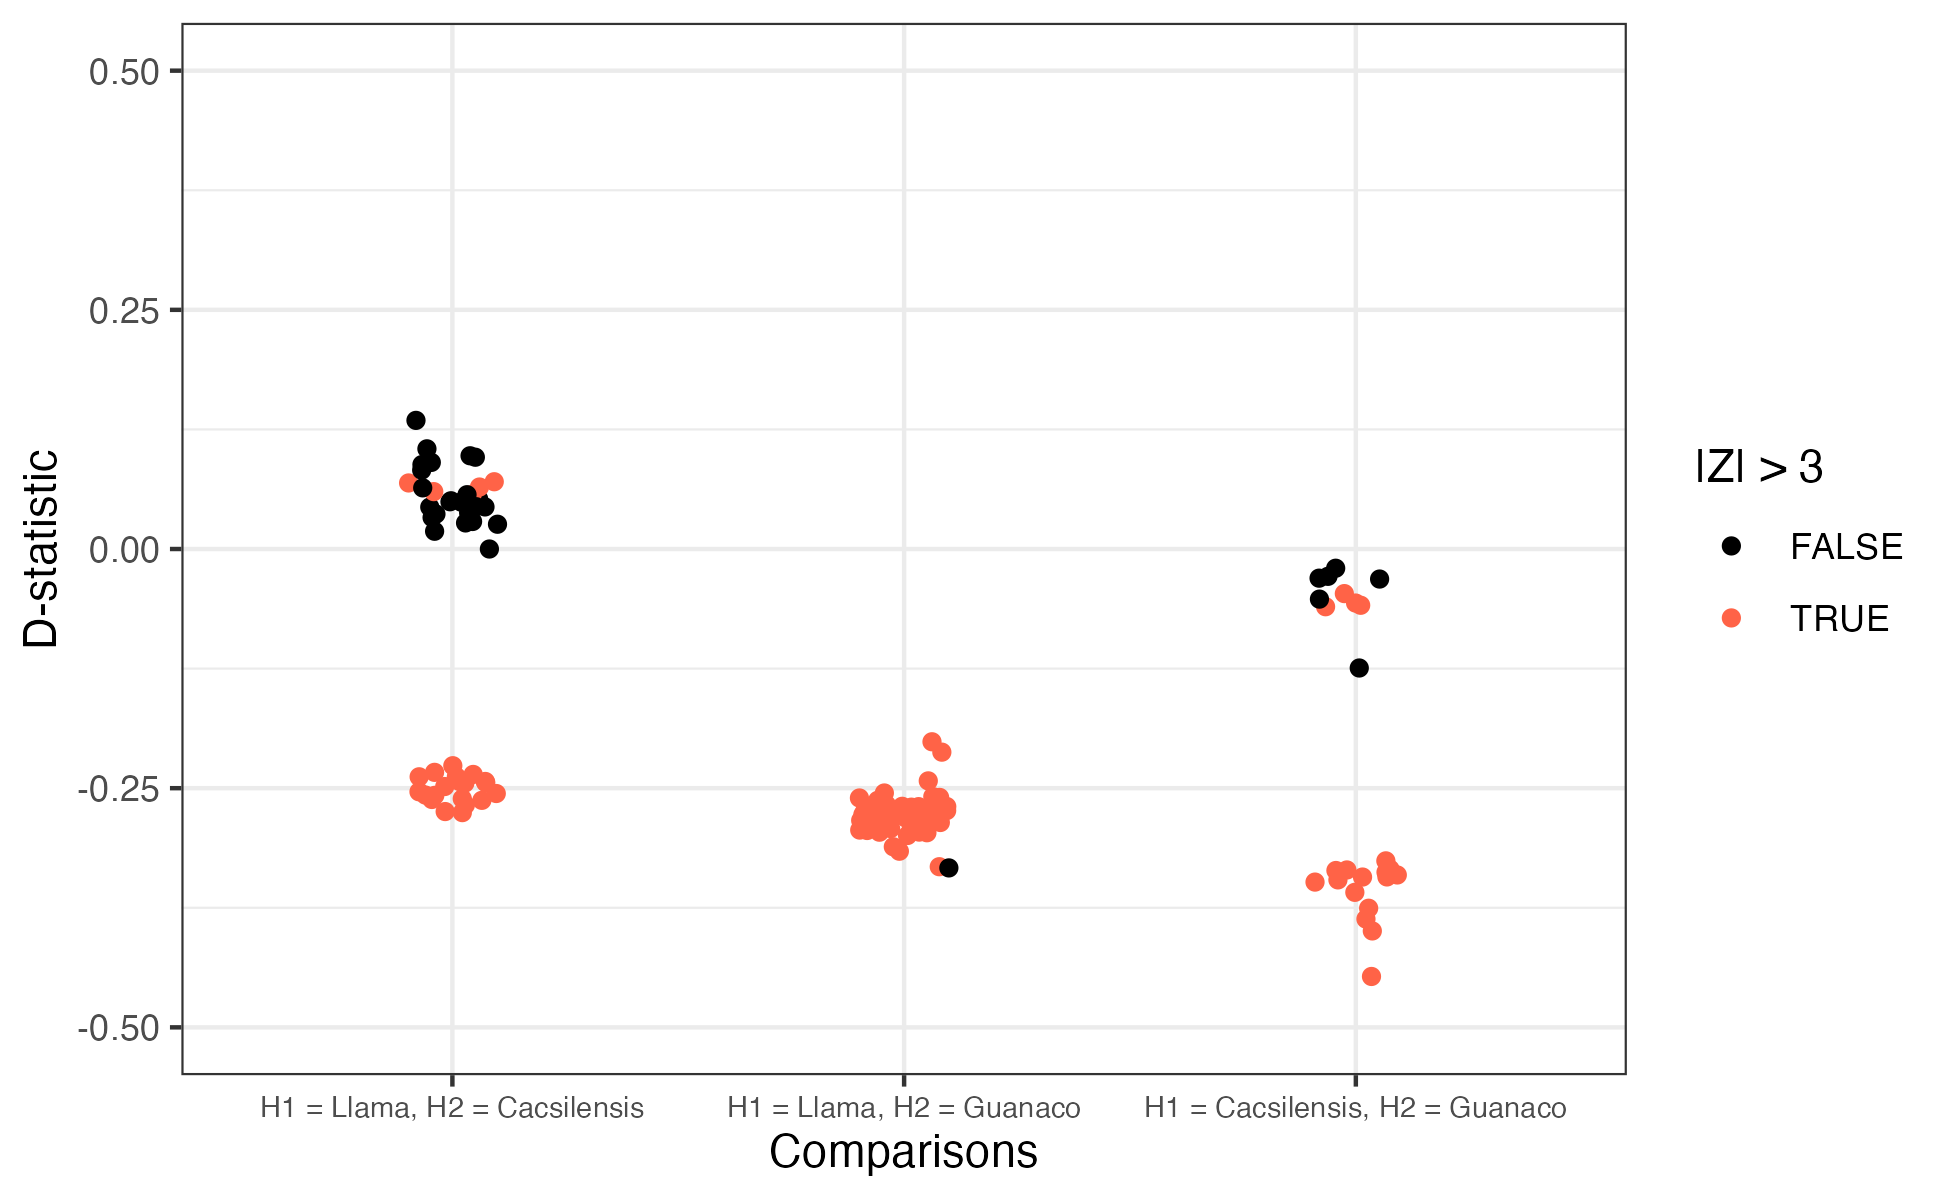 0.50
0.25
0.00
-0.25
-0.50
D-statistic
H1 = Llama, H2 = Cacsilensis
H1 = Llama, H2 = Guanaco
H1 = Cacsilensis, H2 = Guanaco
Comparisons
|Z| > 3
FALSE
TRUE